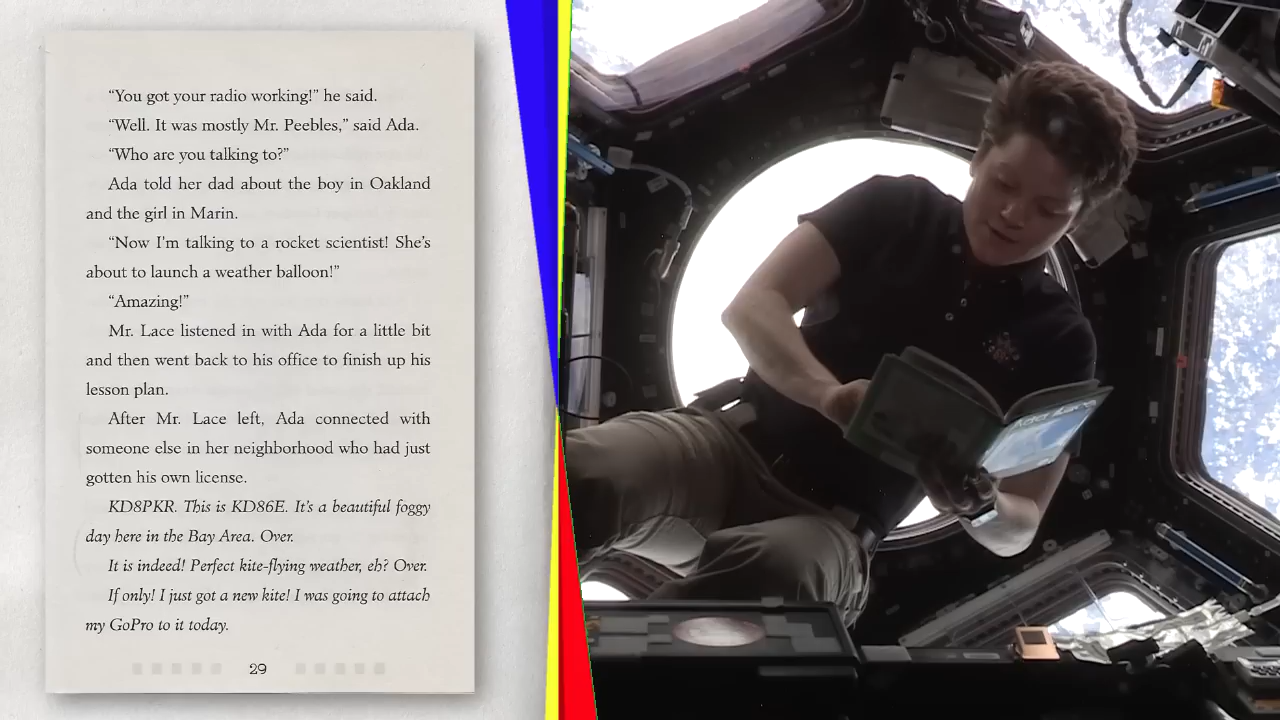 “You got your radio working!” he said.
“Well. It was mostly Mr. Peebles,” said Ada.
“Who are you talking to?”
Ada told her dad about the boy in Oakland
and the girl in Marin.
“Now I’m talking to a rocket scientist! She’s
about to launch a weather balloon!”
“Amazing!”
Mr. Lace listened in with Ada for a little bit
and then went back to his office to finish up his
lesson plan.
After Mr. Lace left, Ada connected with
someone else in her neighborhood who had just
gotten his own license.
KD8PKR. This is KD86E. It’s a beautiful foggy
day here in the Bay Area. Over.
It is indeed! Perfect kite-flying weather, eh? Over.
If only! I just got a new kite! I was going to attach
my GoPro to it today.
29
Ada Lace